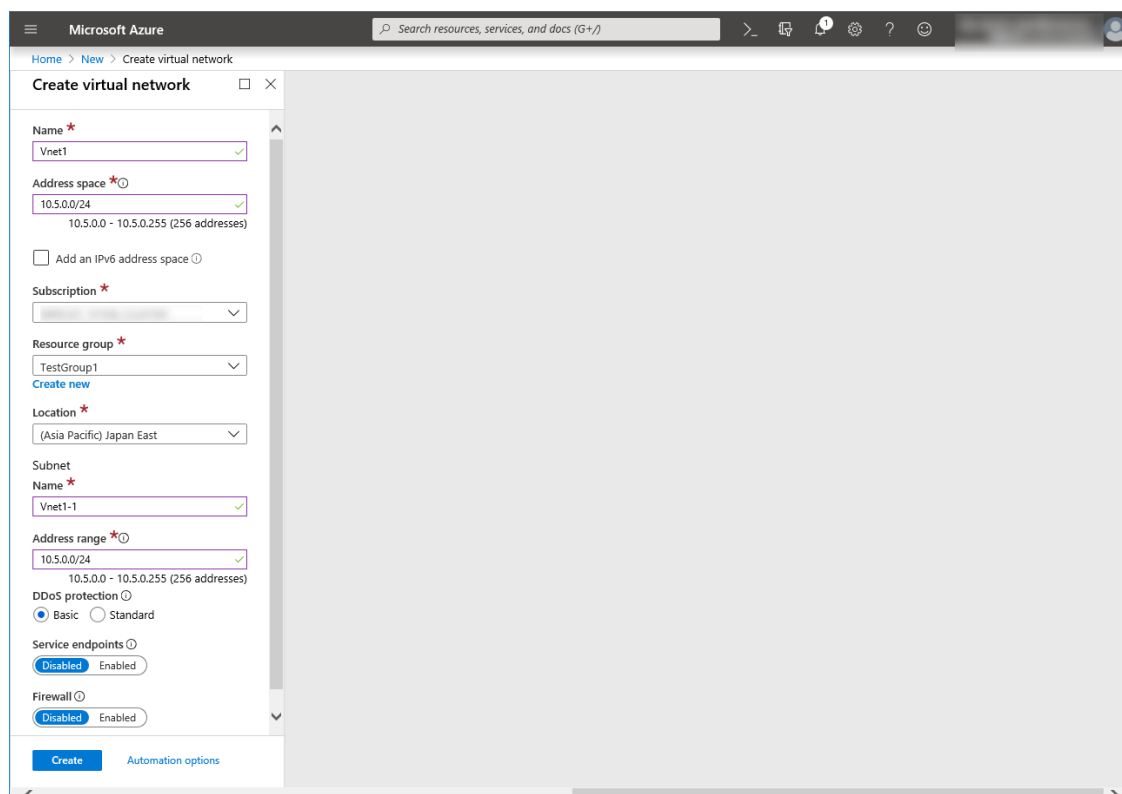 Microsoft Azure
Search resources, services, and docs (G+/)
1
Home > New > Create virtual network
Create virtual network
Name *
Vnet1
Address space *
10.5.0.0/24
10.5.0.0 - 10.5.0.255 (256 addresses)
Add an IPv6 address space
Subscription *
Resource group *
TestGroup1
Create new
Location *
(Asia Pacific) Japan East
Subnet
Name *
Vnet1-1
Address range *
10.5.0.0/24
10.5.0.0 - 10.5.0.255 (256 addresses)
DDoS protection
Basic Standard
Service endpoints
Disabled Enabled
Firewall
Disabled Enabled
Create Automation options